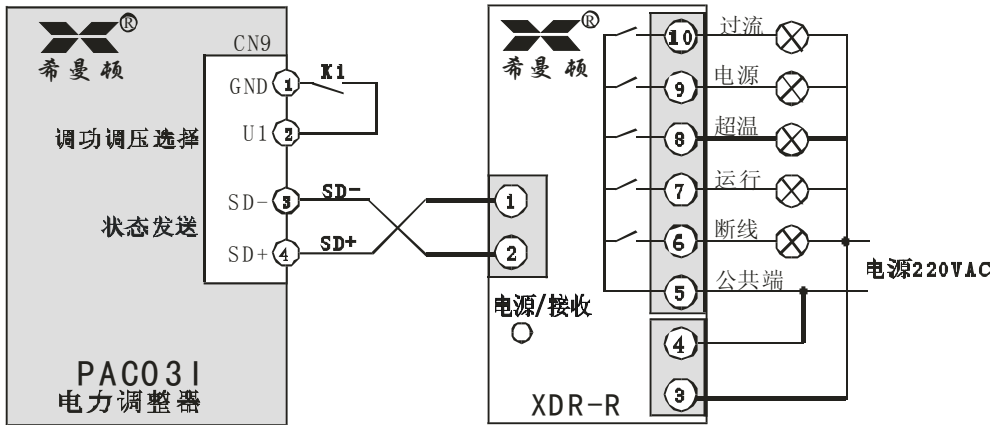 ®
希曼顿
CN9
GND 1 Ki
U1 2
调功调压选择
SD- 3 SD-
状态发送
SD+ 4 SD+
PAC03I
电力调整器
®
希曼顿
1
2
电源/接收
XDR-R
10 过流
9 电源
8 超温
7 运行
6 断线
5 公共端
4
3
电源220VAC